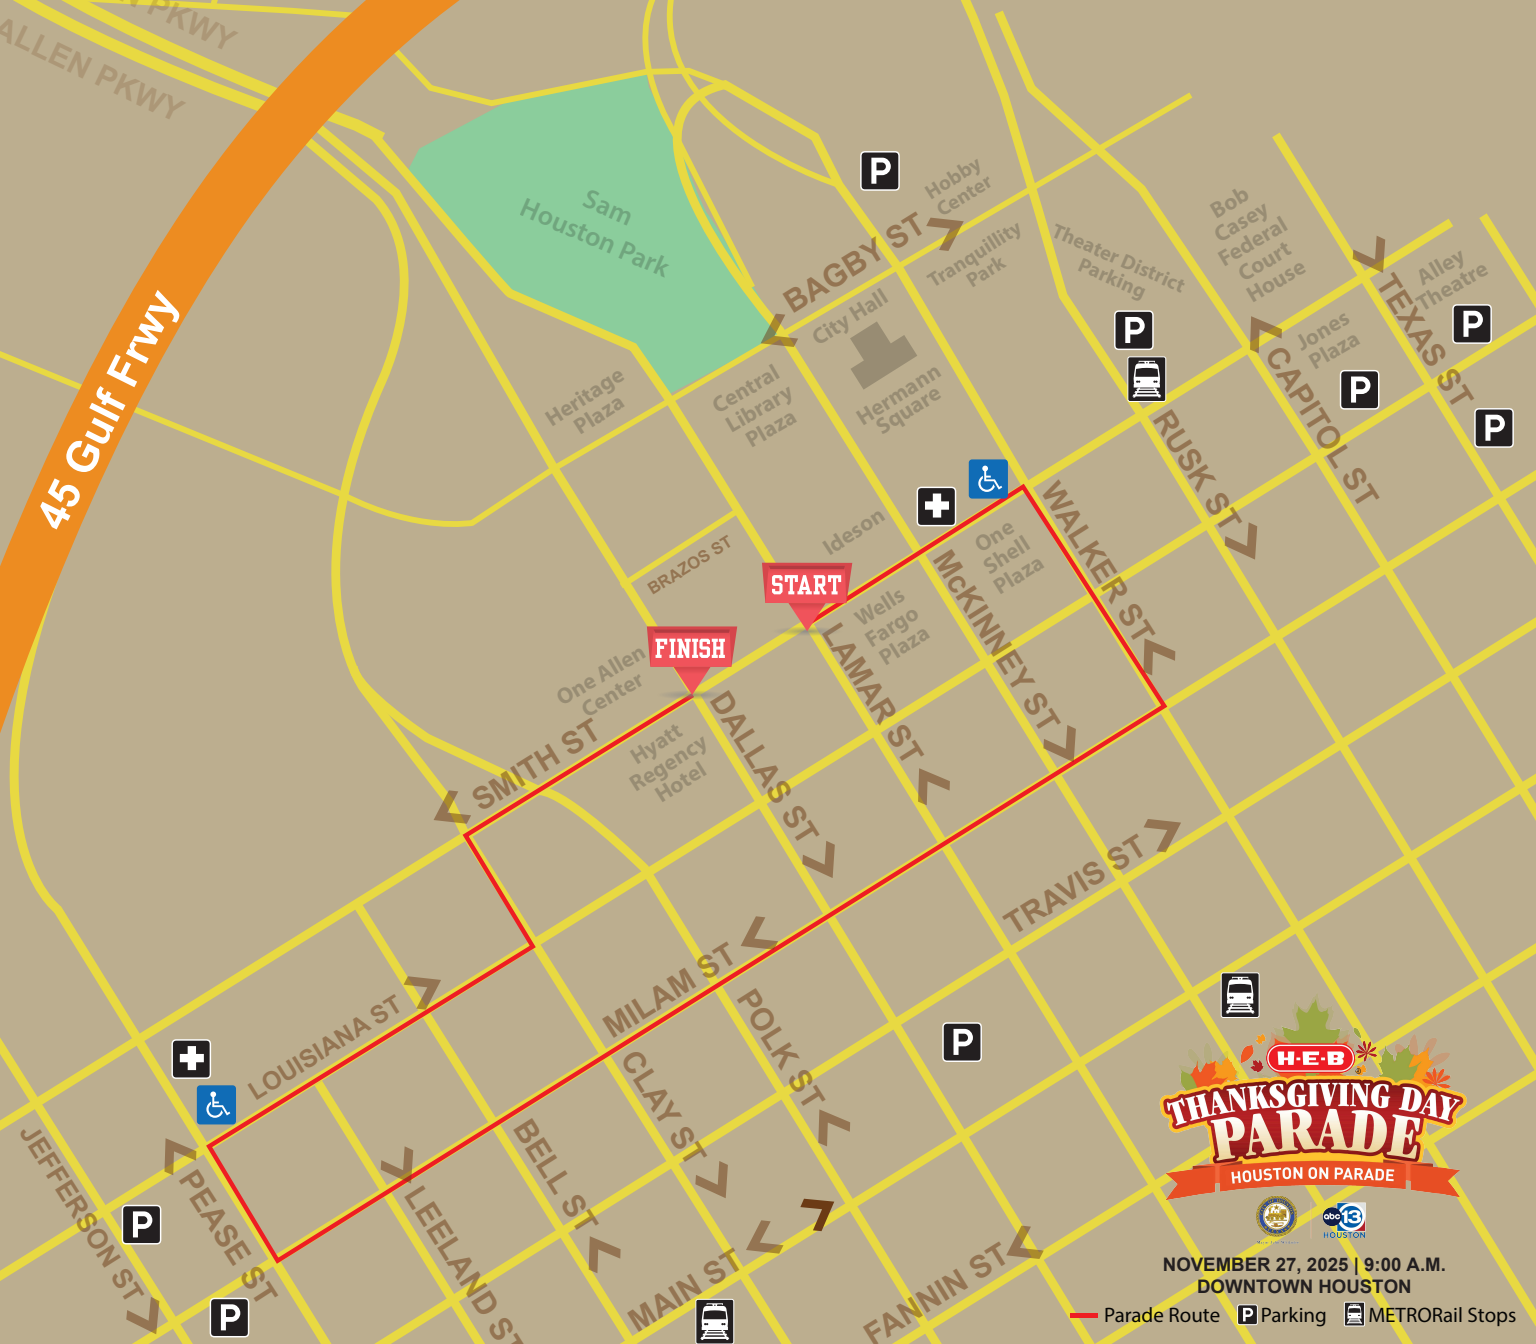 N PKWY
ALLEN PKWY
45 Gulf Frwy
Sam
Houston Park
P
Hobby
Center
BAGBY ST
Tranquillity
Park
Theater District
Parking
Bob
Casey
Federal
Court
House
Alley
Theatre
TEXAS ST
P
P
Jones
Plaza
CAPITOL ST
P
P
City Hall
Hermann
Square
Central
Library
Plaza
Heritage
Plaza
RUSK ST
WALKER ST
One
Shell
Plaza
Ideson
BRAZOS ST
START
Wells
Fargo
Plaza
McKINNEY ST
LAMAR ST
FINISH
One Allen
Center
DALLAS ST
Hyatt
Regency
Hotel
SMITH ST
TRAVIS ST
MILAM ST
POLK ST
P
LOUISIANA ST
CLAY ST
BELL ST
JEFFERSON ST
PEASE ST
P
P
LEELAND ST
MAIN ST
FANNIN ST
H-E-B
THANKSGIVING DAY
PARADE
HOUSTON ON PARADE
abc 13
HOUSTON
NOVEMBER 27, 2025 | 9:00 A.M.
DOWNTOWN HOUSTON
Parade Route P Parking METRORail Stops